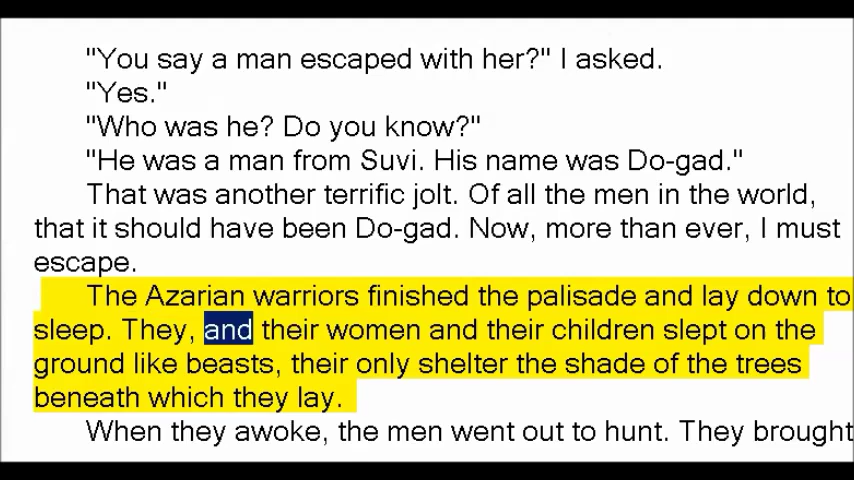 "You say a man escaped with her?" I asked.
"Yes."
"Who was he? Do you know?"
"He was a man from Suvi. His name was Do-gad."
That was another terrific jolt. Of all the men in the world,
that it should have been Do-gad. Now, more than ever, I must
escape.
The Azarian warriors finished the palisade and lay down to
sleep. They, and their women and their children slept on the
ground like beasts, their only shelter the shade of the trees
beneath which they lay.
When they awoke, the men went out to hunt. They brought